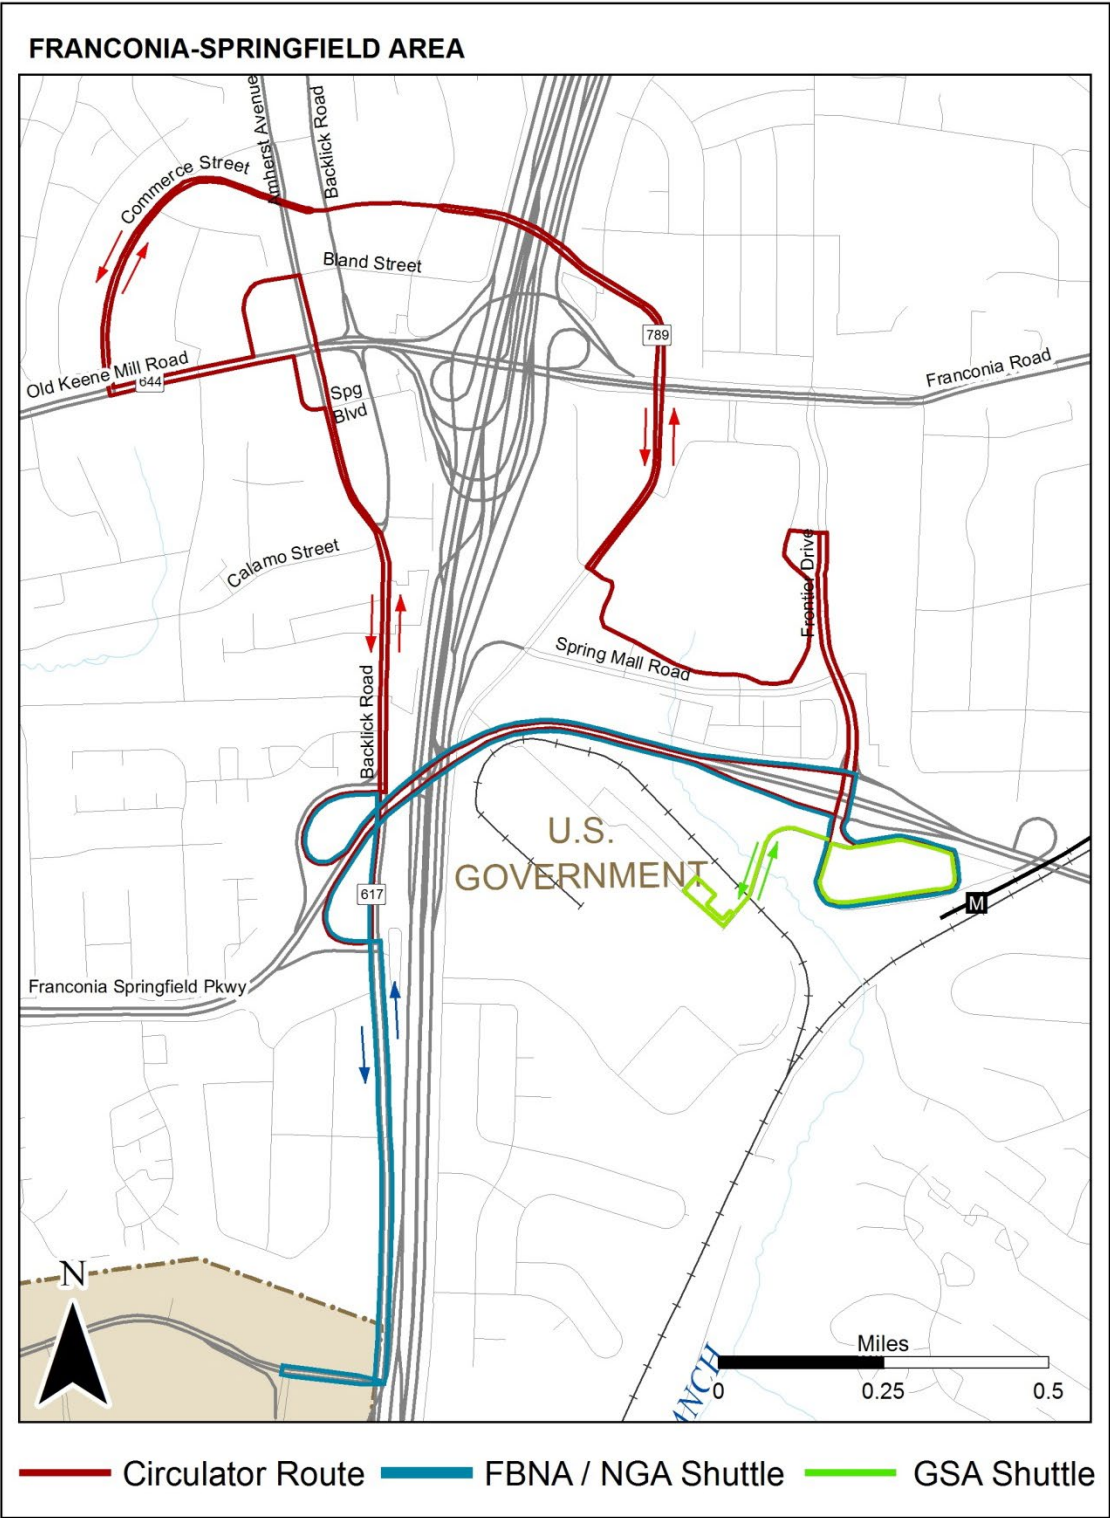 FRANCONIA-SPRINGFIELD AREA
Amherst Avenue
Backlick Road
Commerce Street
Bland Street
789
Old Keene Mill Road
644
Franconia Road
Spg
Blvd
Calamo Street
Frontier Drive
Spring Mall Road
Backlick Road
U.S.
GOVERNMENT
617
M
Franconia Springfield Pkwy
N
Miles
0 0.25 0.5
ANCH
Circulator Route FBNA / NGA Shuttle GSA Shuttle